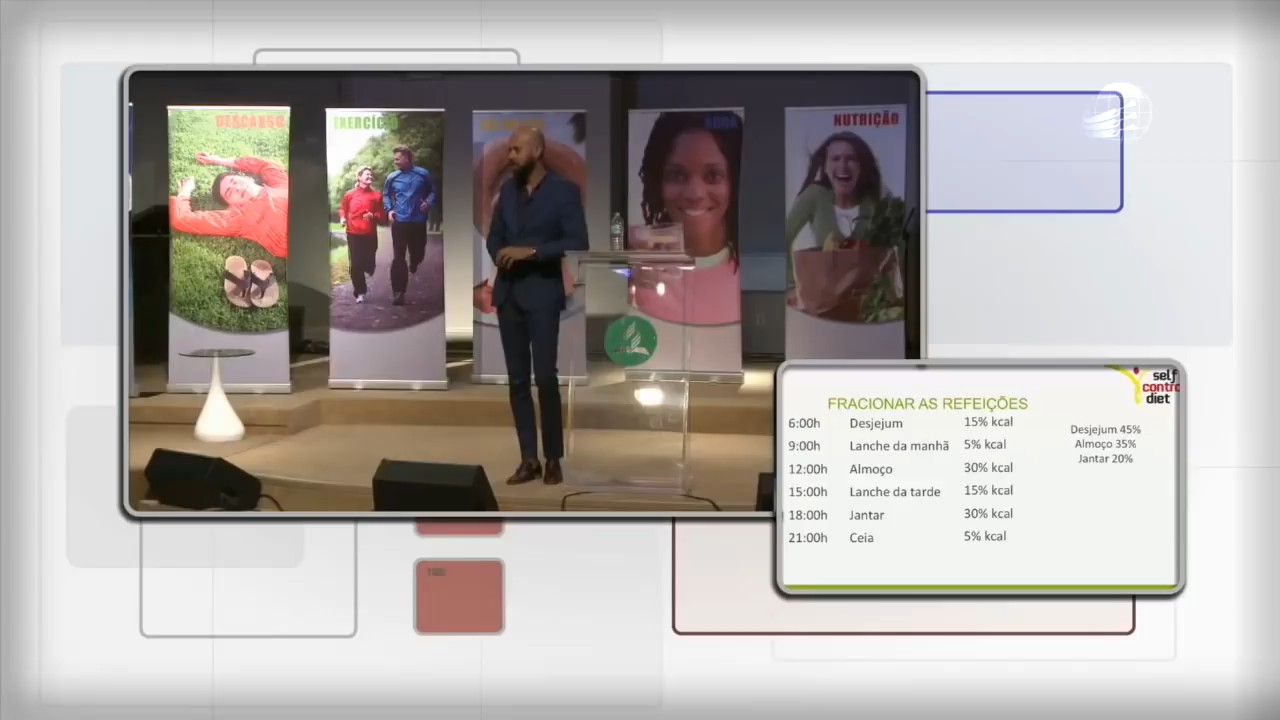 DESCANSO
EXERCÍCIO
NUTRIÇÃO
self
contro
diet
FRACIONAR AS REFEIÇÕES
6:00h Desjejum 15% kcal
9:00h Lanche da manhã 5% kcal
12:00h Almoço 30% kcal
15:00h Lanche da tarde 15% kcal
18:00h Jantar 30% kcal
21:00h Ceia 5% kcal
Desjejum 45%
Almoço 35%
Jantar 20%